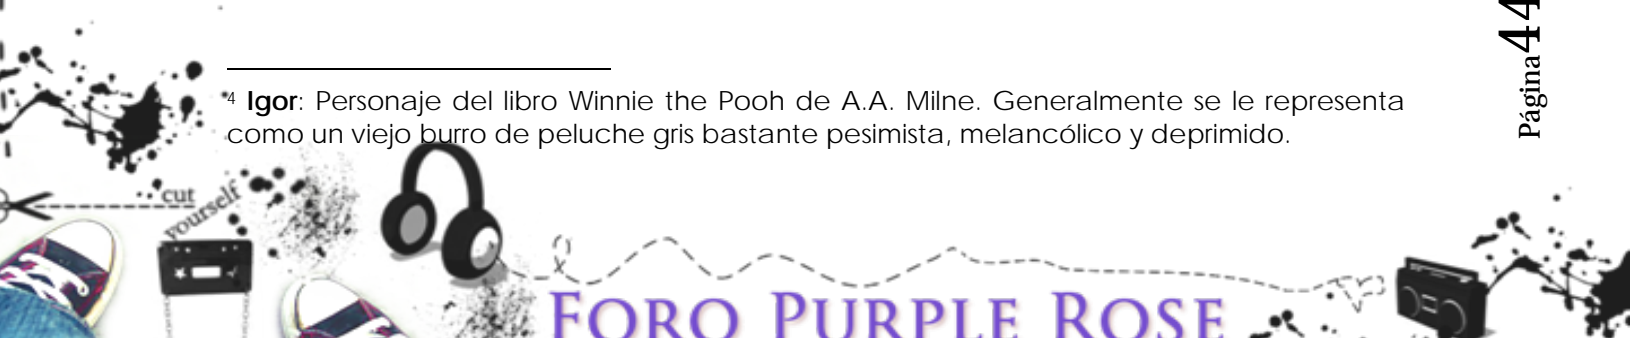 Página44
4 Igor: Personaje del libro Winnie the Pooh de A.A. Milne. Generalmente se le representa
como un viejo burro de peluche gris bastante pesimista, melancólico y deprimido.
cut
yourself
FORO PURPLE ROSE